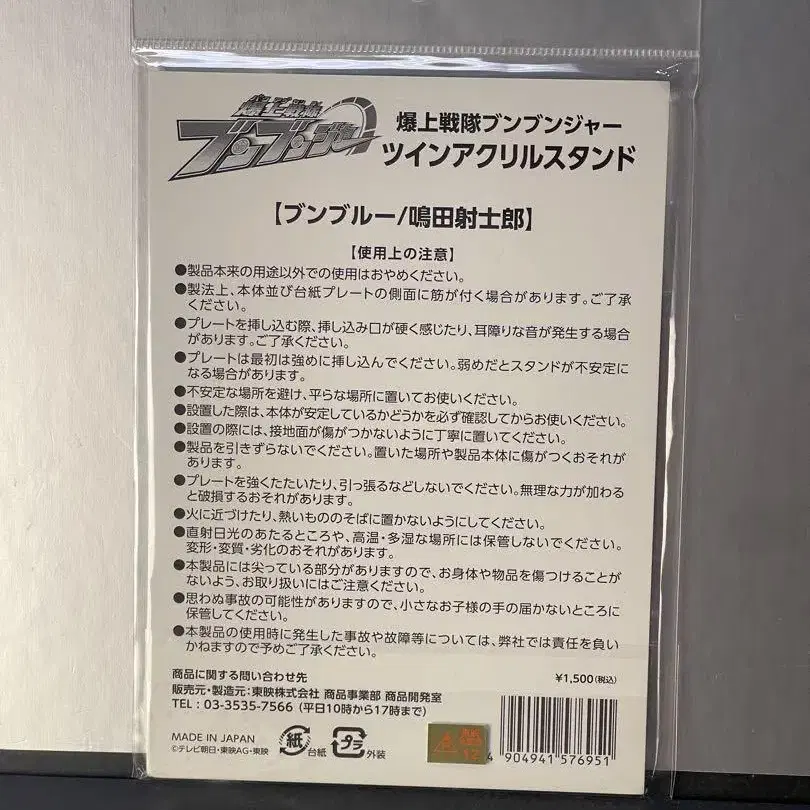 爆上戦隊
ブンブンジャー
爆上戦隊ブンブンジャー
ツインアクリルスタンド
【ブンブルー/鳴田射士郎】
【使用上の注意】
●製品本来の用途以外での使用はおやめください。
●製法上、本体並び台紙プレートの側面に筋が付く場合があります。ご了承
ください。
●プレートを挿し込む際、挿し込み口が硬く感じたり、耳障りな音が発生する場合
があります。ご了承ください。
●プレートは最初は強めに挿し込んでください。弱めだとスタンドが不安定に
なる場合があります。
●不安定な場所を避け、平らな場所に置いてお使いください。
●設置した際は、本体が安定しているかどうかを必ず確認してからお使いください。
●設置の際には、接地面が傷がつかないように丁寧に置いてください。
●製品を引きずらないでください。置いた場所や製品本体に傷がつくおそれが
あります。
●プレートを強くたたいたり、引っ張るなどしないでください。無理な力が加わる
と破損するおそれがあります。
●火に近づけたり、熱いもののそばに置かないようにしてください。
●直射日光のあたるところや、高温・多湿な場所には保管しないでください。
変形・変質・劣化のおそれがあります。
●本製品には尖っている部分がありますので、お身体や物品を傷つけることが
ないよう、お取り扱いにはご注意ください。
●思わぬ事故の可能性がありますので、小さなお子様の手の届かないところに
保管してください。
●本製品の使用時に発生した事故や故障等については、弊社では責任を負い
かねますので予めご了承ください。
商品に関する問い合わせ先
販売元・製造元:東映株式会社 商品事業部 商品開発室
TEL : 03-3535-7566 (平日10時から17時まで)
¥1,500(税込)
MADE IN JAPAN
©テレビ朝日・東映AG・東映
紙 台紙
プラ 外装
4 904941 576951